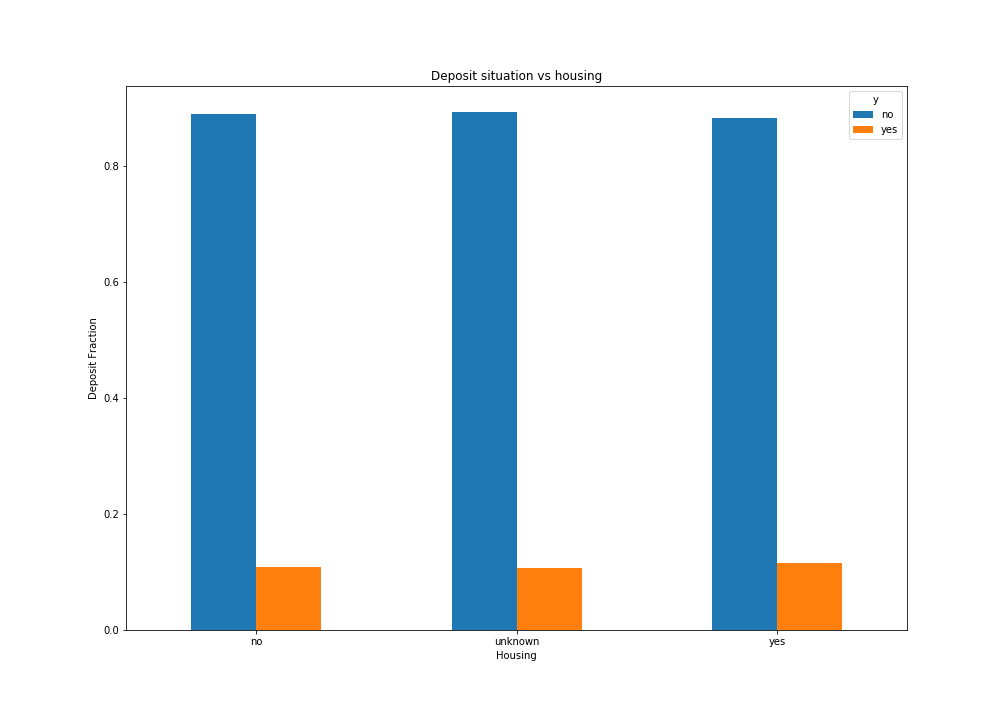 Deposit situation vs housing
y
no
yes
0.8
0.6
0.4
0.2
0.0
Deposit Fraction
no
unknown
yes
Housing